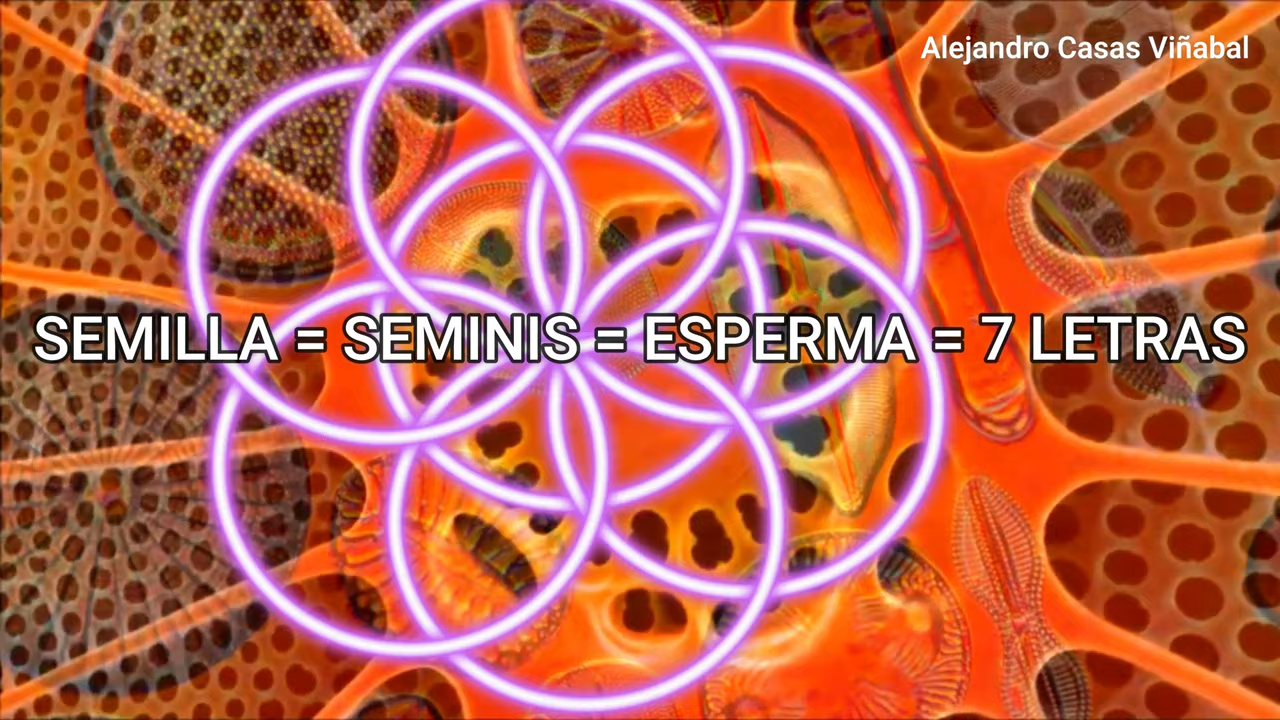 Alejandro Casas Viñabal
SEMILLA = SEMINIS = ESPERMA = 7 LETRAS